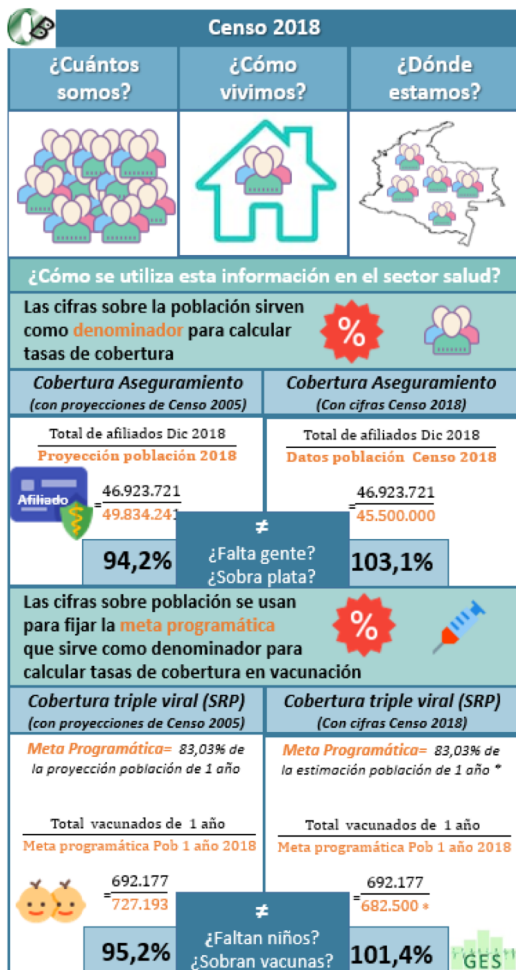 Censo 2018
¿Cuántos
somos?
¿Cómo
vivimos?
¿Dónde
estamos?
¿Cómo se utiliza esta información en el sector salud?
Las cifras sobre la población sirven
como denominador para calcular
tasas de cobertura
%
Cobertura Aseguramiento
(con proyecciones de Censo 2005)
Total de afiliados Dic 2018
Proyección población 2018
Afiliado
=
46.923.721
49.834.241
94,2%
Cobertura Aseguramiento
(Con cifras Censo 2018)
Total de afiliados Dic 2018
Datos población Censo 2018
=
46.923.721
45.500.000
103,1%
≠
¿Falta gente?
¿Sobra plata?
Las cifras sobre población se usan
para fijar la meta programática
que sirve como denominador para
calcular tasas de cobertura en vacunación
%
Cobertura triple viral (SRP)
(con proyecciones de Censo 2005)
Meta Programática= 83,03% de
la proyección población de 1 año
Total vacunados de 1 año
Meta programática Pob 1 año 2018
=
692.177
727.193
95,2%
Cobertura triple viral (SRP)
(Con cifras Censo 2018)
Meta Programática= 83,03% de
la estimación población de 1 año *
Total vacunados de 1 año
Meta programática Pob 1 año 2018
=
692.177
682.500 *
101,4%
≠
¿Faltan niños?
¿Sobran vacunas?
GES